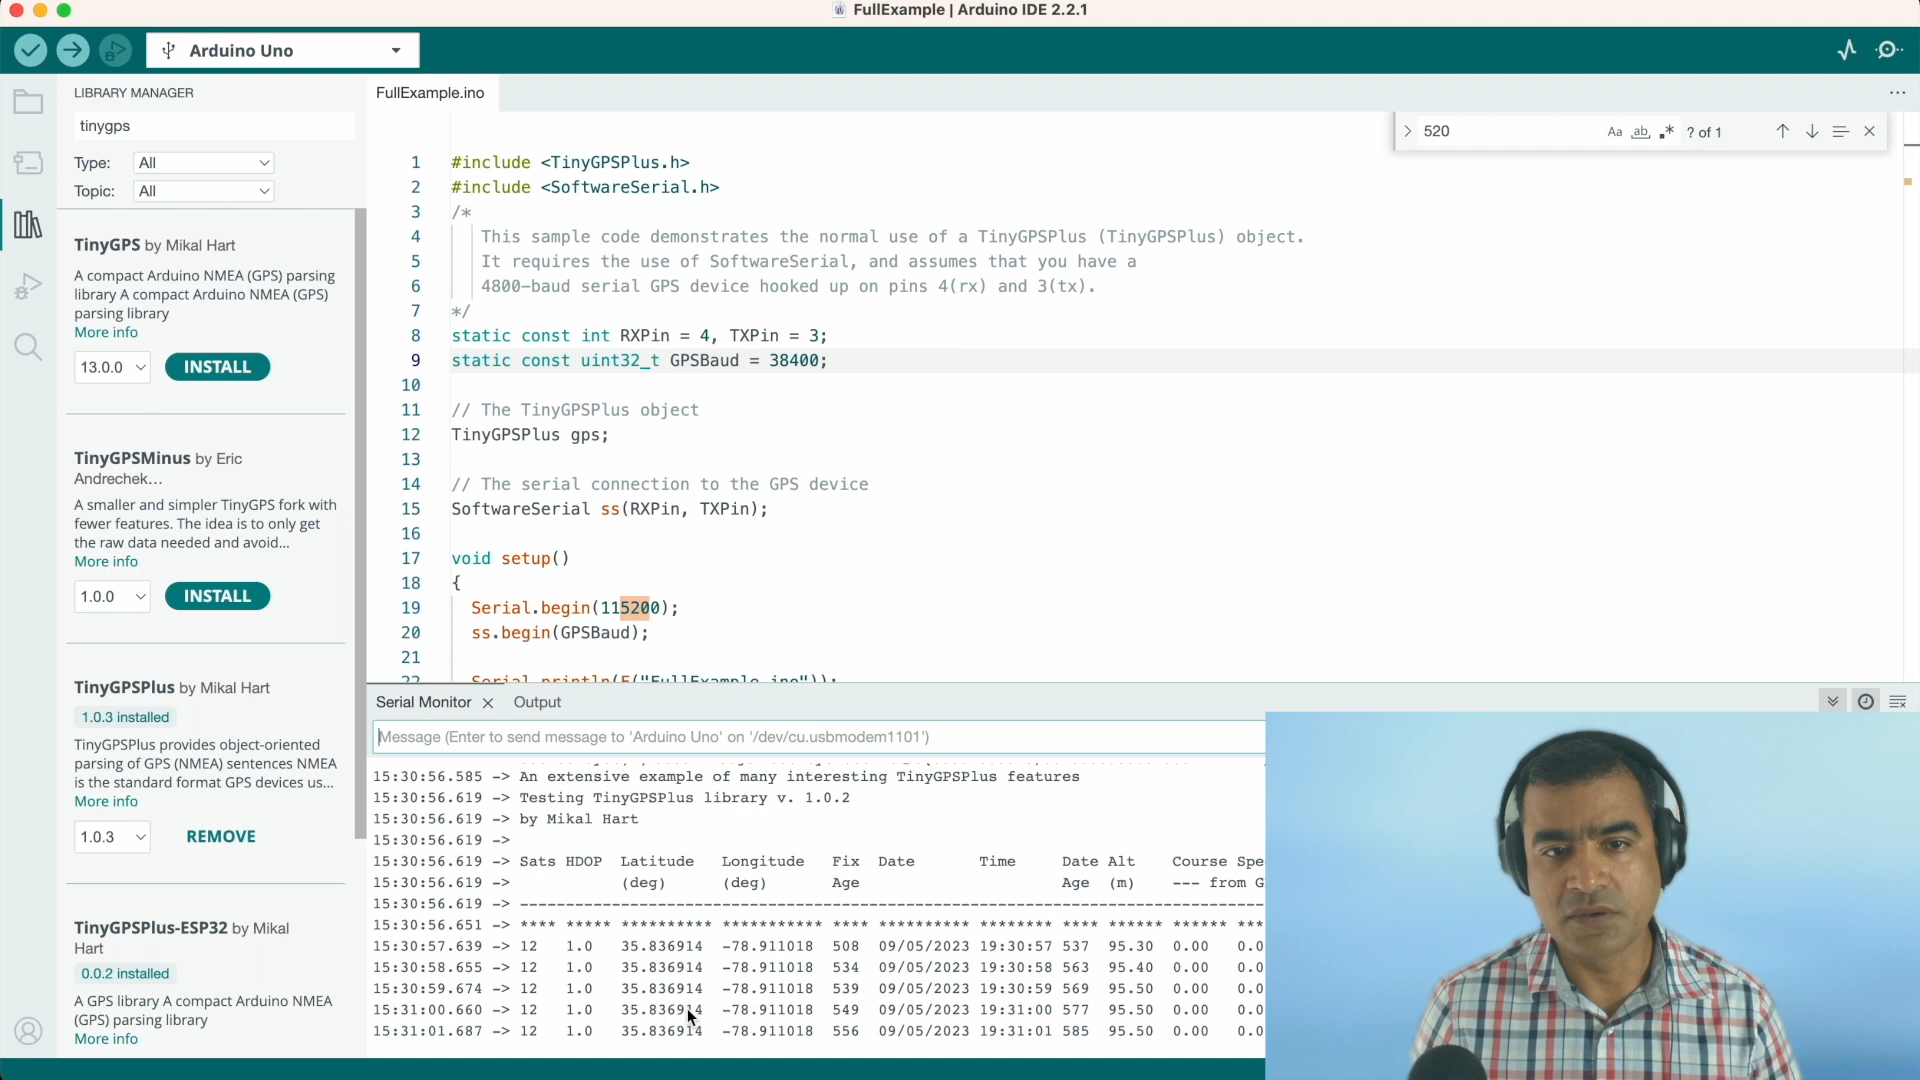 FullExample | Arduino IDE 2.2.1
Arduino Uno
LIBRARY MANAGER
tinygps
Type: All
Topic: All
TinyGPS by Mikal Hart
A compact Arduino NMEA (GPS) parsing
library A compact Arduino NMEA (GPS)
parsing library
More info
13.0.0 INSTALL
TinyGPSMinus by Eric
Andrechek…
A smaller and simpler TinyGPS fork with
fewer features. The idea is to only get
the raw data needed and avoid...
More info
1.0.0 INSTALL
TinyGPSPlus by Mikal Hart
1.0.3 installed
TinyGPSPlus provides object-oriented
parsing of GPS (NMEA) sentences NMEA
is the standard format GPS devices us...
More info
1.0.3 REMOVE
TinyGPSPlus-ESP32 by Mikal
Hart
0.0.2 installed
A GPS library A compact Arduino NMEA
(GPS) parsing library
More info
FullExample.ino
520 Aa ab .* ? of 1
1 #include <TinyGPSPlus.h>
2 #include <SoftwareSerial.h>
3 /*
4 This sample code demonstrates the normal use of a TinyGPSPlus (TinyGPSPlus) object.
5 It requires the use of SoftwareSerial, and assumes that you have a
6 4800-baud serial GPS device hooked up on pins 4(rx) and 3(tx).
7 */
8 static const int RXPin = 4, TXPin = 3;
9 static const uint32_t GPSBaud = 38400;
10
11 // The TinyGPSPlus object
12 TinyGPSPlus gps;
13
14 // The serial connection to the GPS device
15 SoftwareSerial ss(RXPin, TXPin);
16
17 void setup()
18 {
19 Serial.begin(115200);
20 ss.begin(GPSBaud);
21
22 Serial.println(F("FullExample.ino"));
Serial Monitor Output
Message (Enter to send message to 'Arduino Uno' on '/dev/cu.usbmodem1101')
15:30:56.585 -> An extensive example of many interesting TinyGPSPlus features
15:30:56.619 -> Testing TinyGPSPlus library v. 1.0.2
15:30:56.619 -> by Mikal Hart
15:30:56.619 ->
15:30:56.619 -> Sats HDOP Latitude Longitude Fix Date Time Date Alt Course Spe
15:30:56.619 -> (deg) (deg) Age Age (m) --- from G
15:30:56.619 -> ---------------------------------------------------------------------------------
15:30:56.651 -> **** ***** ********** *********** **** ********** ******** **** ****** ****** ***
15:30:57.639 -> 12 1.0 35.836914 -78.911018 508 09/05/2023 19:30:57 537 95.30 0.00 0.0
15:30:58.655 -> 12 1.0 35.836914 -78.911018 534 09/05/2023 19:30:58 563 95.40 0.00 0.0
15:30:59.674 -> 12 1.0 35.836914 -78.911018 539 09/05/2023 19:30:59 569 95.50 0.00 0.0
15:31:00.660 -> 12 1.0 35.836914 -78.911018 549 09/05/2023 19:31:00 577 95.50 0.00 0.0
15:31:01.687 -> 12 1.0 35.836914 -78.911018 556 09/05/2023 19:31:01 585 95.50 0.00 0.0